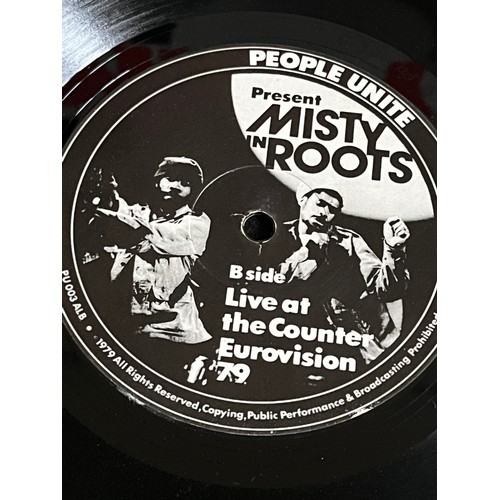 PEOPLE UNITE
Present
MISTY
IN ROOTS
B side
Live at
the Counter
Eurovision
79
PU 003 ALB • ©1979 All Rights Reserved, Copying, Public Performance & Broadcasting Prohibited